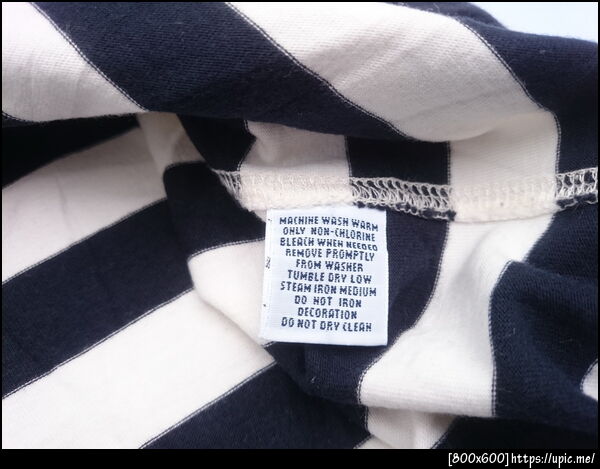 MACHINE WASH WARM
ONLY NON-CHLORINE
BLEACH WHEN NEEDED
REMOVE PROMPTLY
FROM WASHER
TUMBLE DRY LOW
STEAM IRON MEDIUM
DO NOT IRON
DECORATION
DO NOT DRY CLEAN
[800x600]https://upic.me/